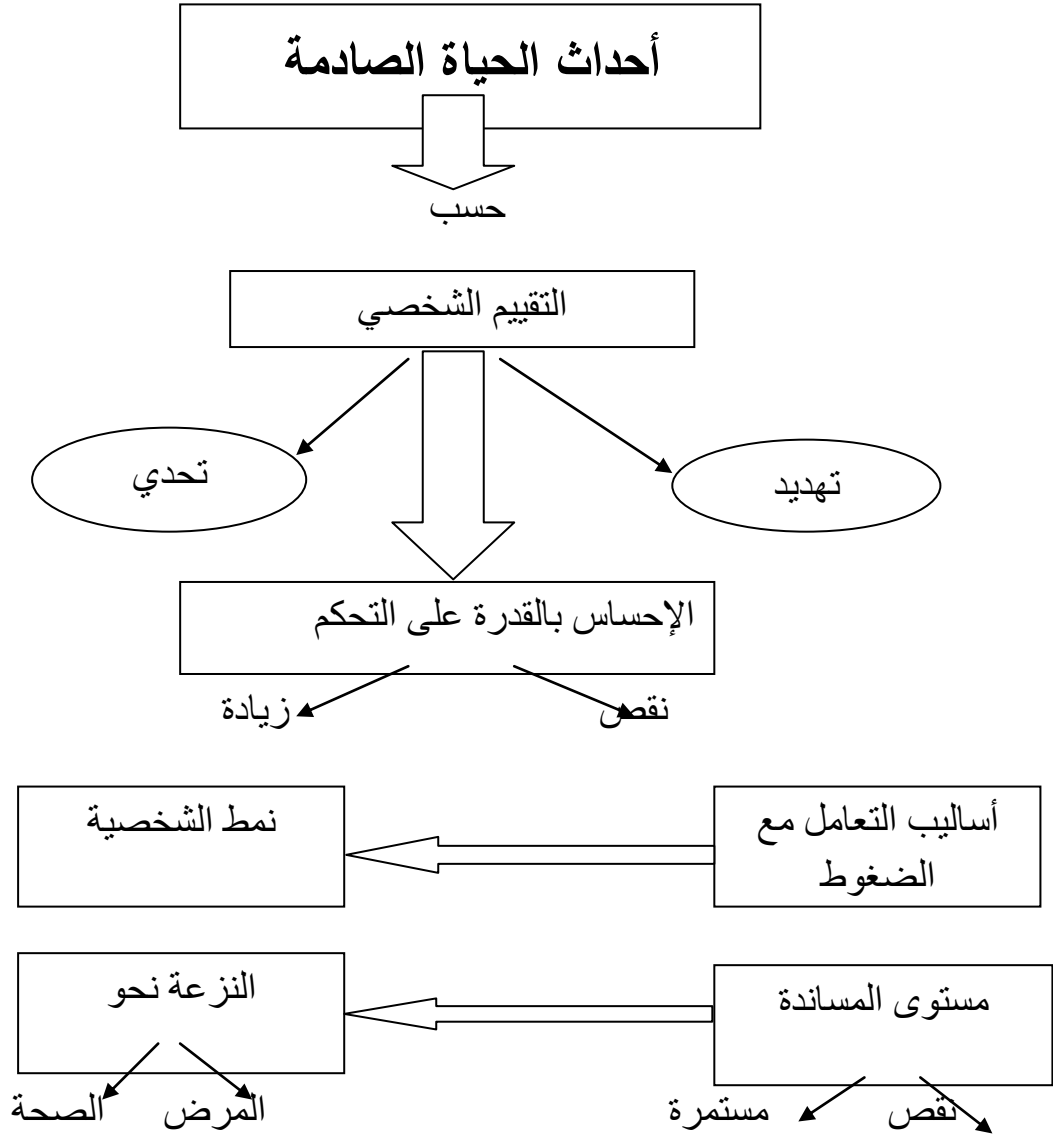 أحداث الحياة الصادمة
حسب
التقييم الشخصي
تهديد
تحدي
الإحساس بالقدرة على التحكم
نقص
زيادة
أساليب التعامل مع
الضغوط
نمط الشخصية
مستوى المساندة
النزعة نحو
نقص
مستمرة
المرض
الصحة